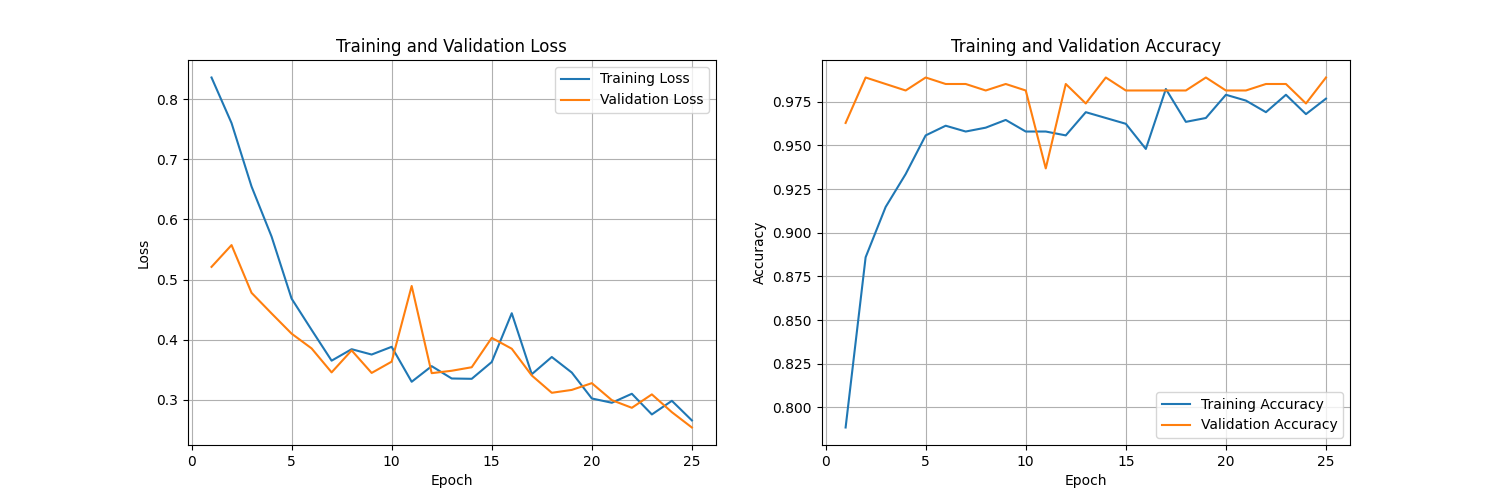 Training and Validation Loss
Training Loss
Validation Loss
0.8
0.7
0.6
0.5
0.4
0.3
Loss
0
5
10
15
20
25
Epoch
Training and Validation Accuracy
0.975
0.950
0.925
0.900
0.875
0.850
0.825
0.800
Accuracy
Training Accuracy
Validation Accuracy
0
5
10
15
20
25
Epoch